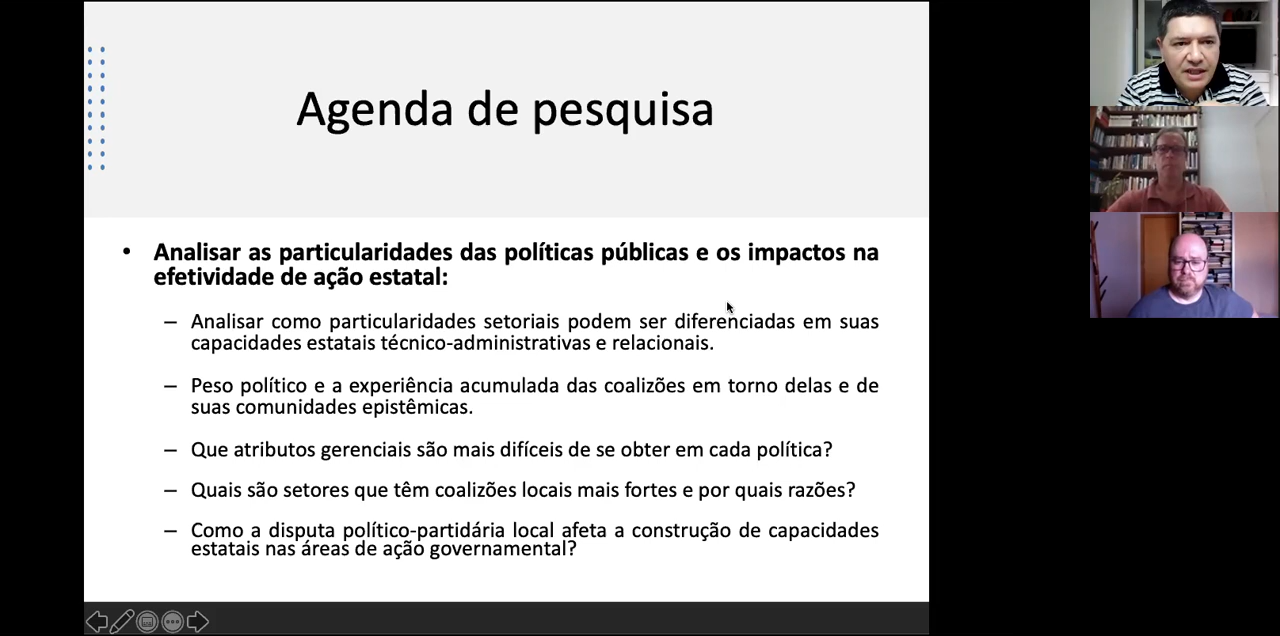 Agenda de pesquisa
• Analisar as particularidades das políticas públicas e os impactos na
efetividade de ação estatal:
– Analisar como particularidades setoriais podem ser diferenciadas em suas
capacidades estatais técnico-administrativas e relacionais.
– Peso político e a experiência acumulada das coalizões em torno delas e de
suas comunidades epistêmicas.
– Que atributos gerenciais são mais difíceis de se obter em cada política?
– Quais são setores que têm coalizões locais mais fortes e por quais razões?
– Como a disputa político-partidária local afeta a construção de capacidades
estatais nas áreas de ação governamental?